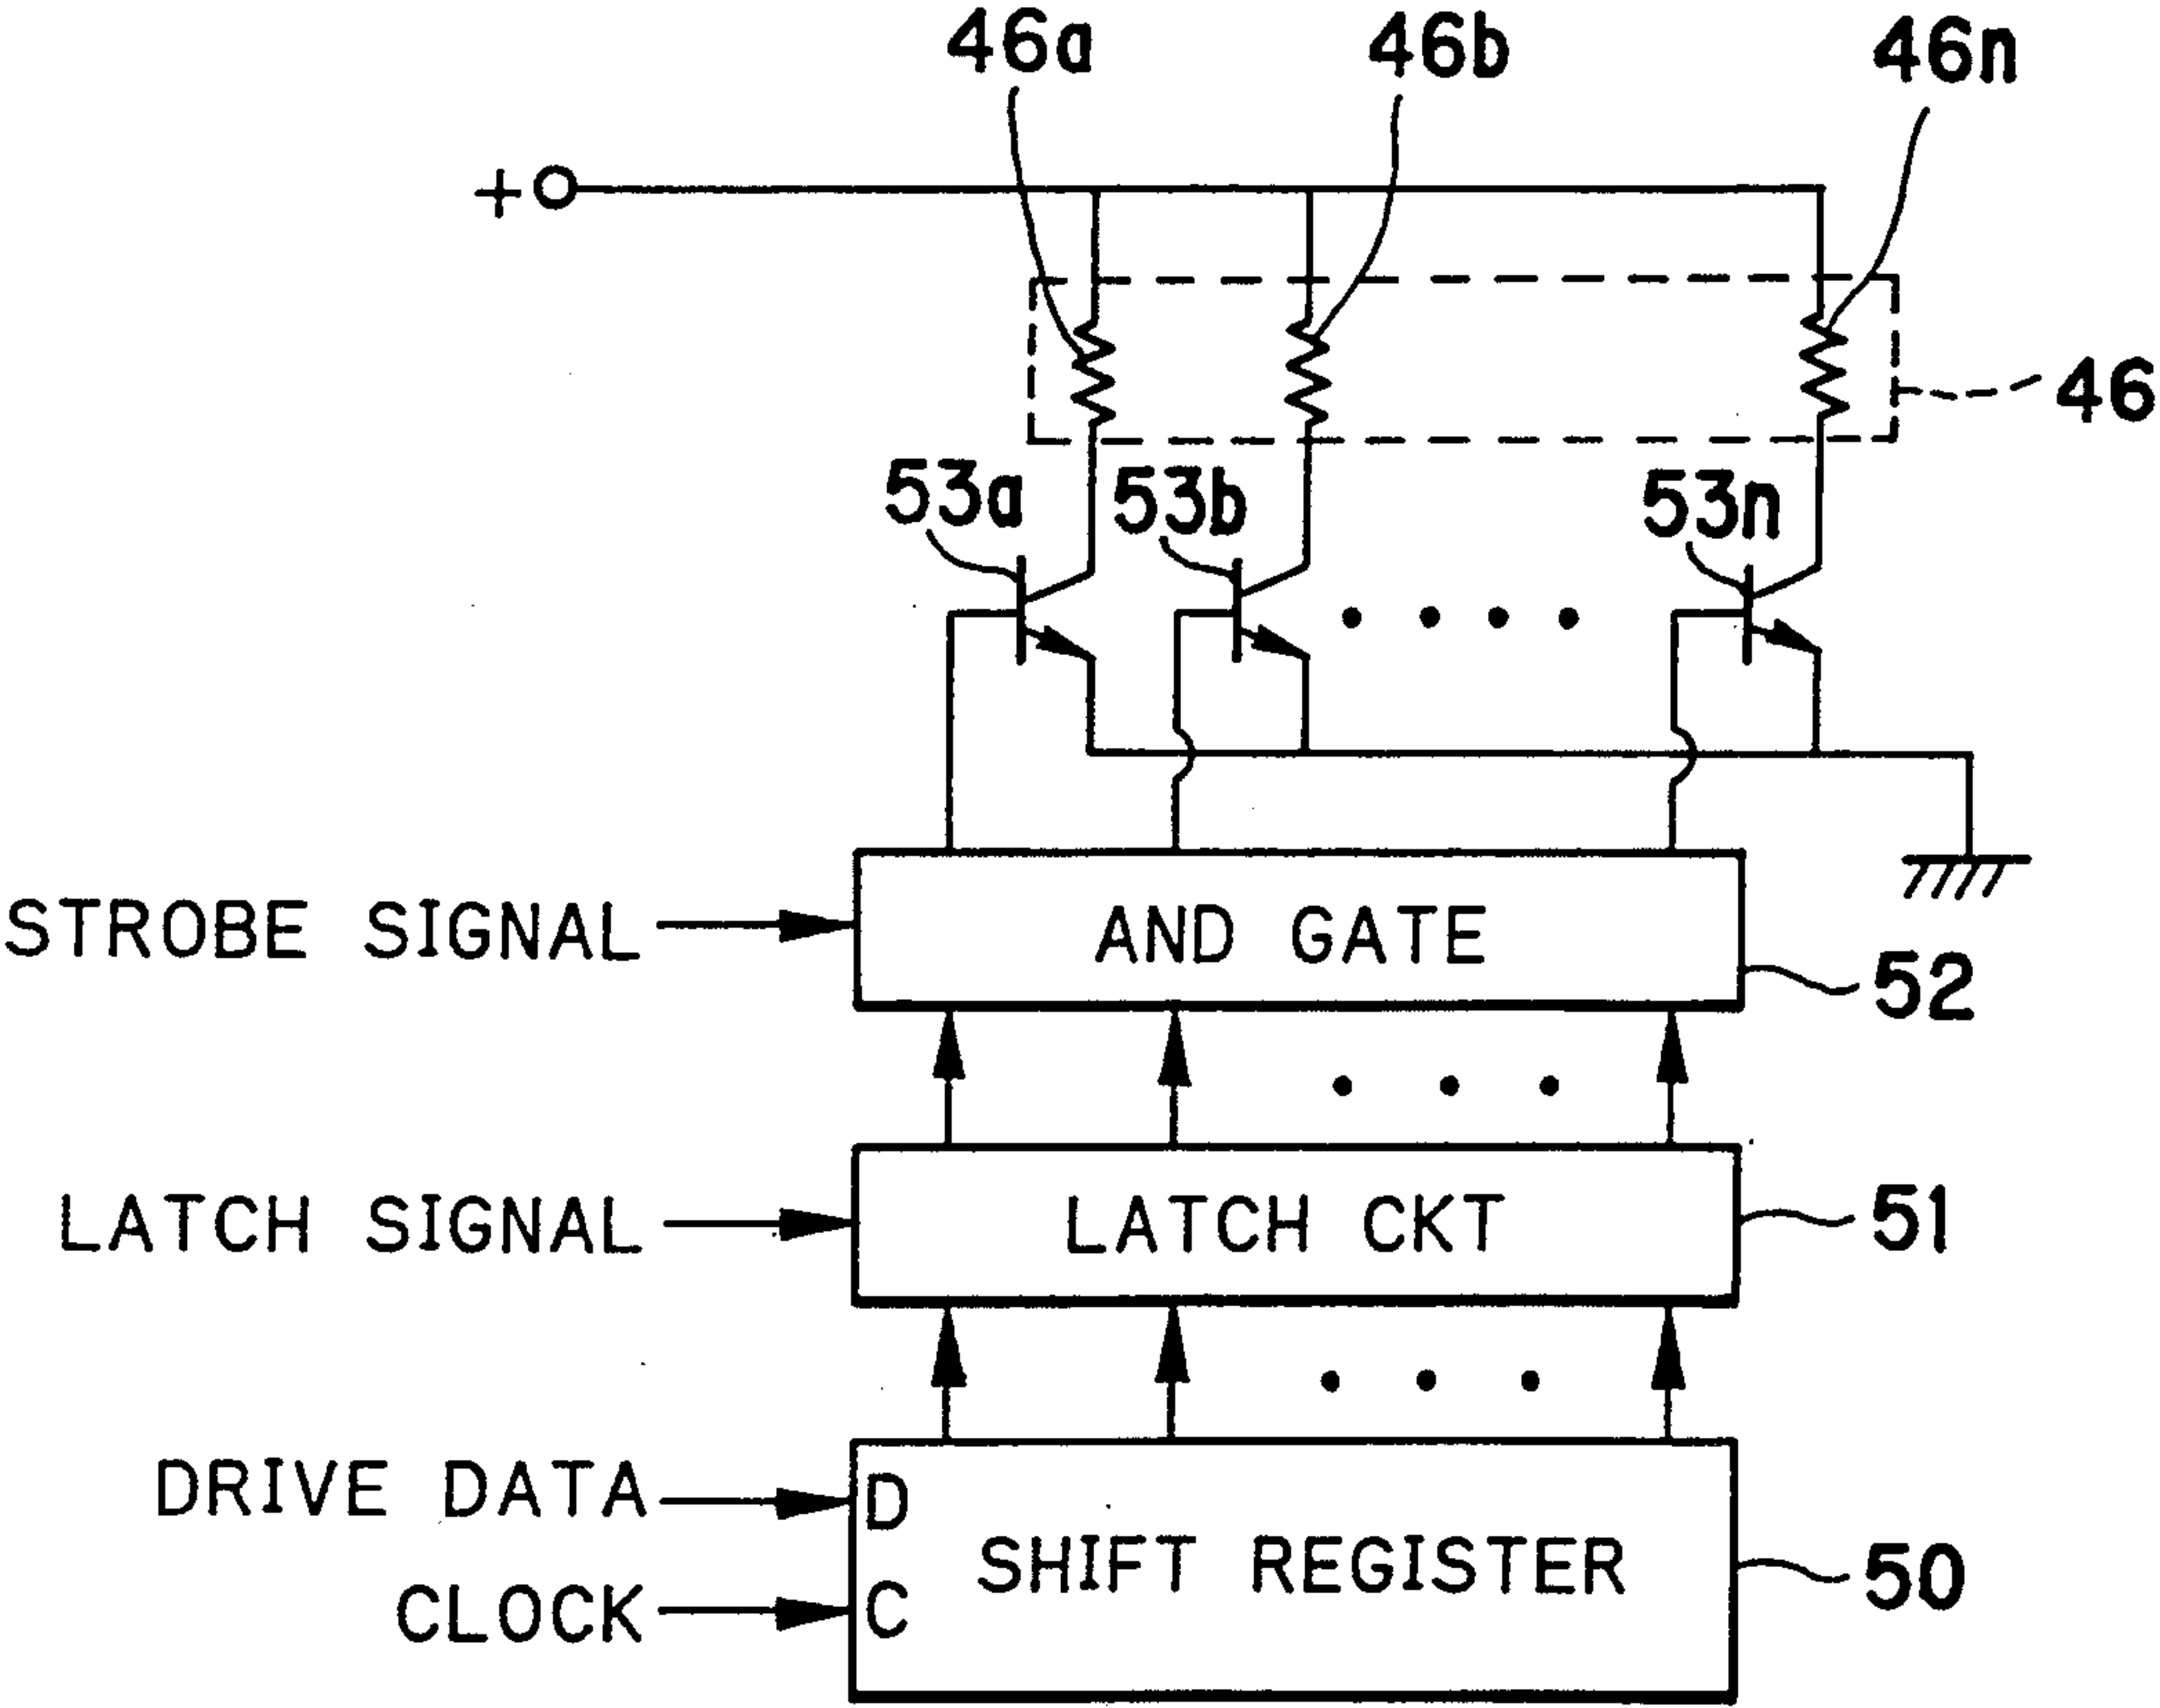 46a 46b 46n
+
46
53a 53b 53n
STROBE SIGNAL
AND GATE
52
LATCH SIGNAL
LATCH CKT
51
DRIVE DATA
D
SHIFT REGISTER
50
CLOCK
C